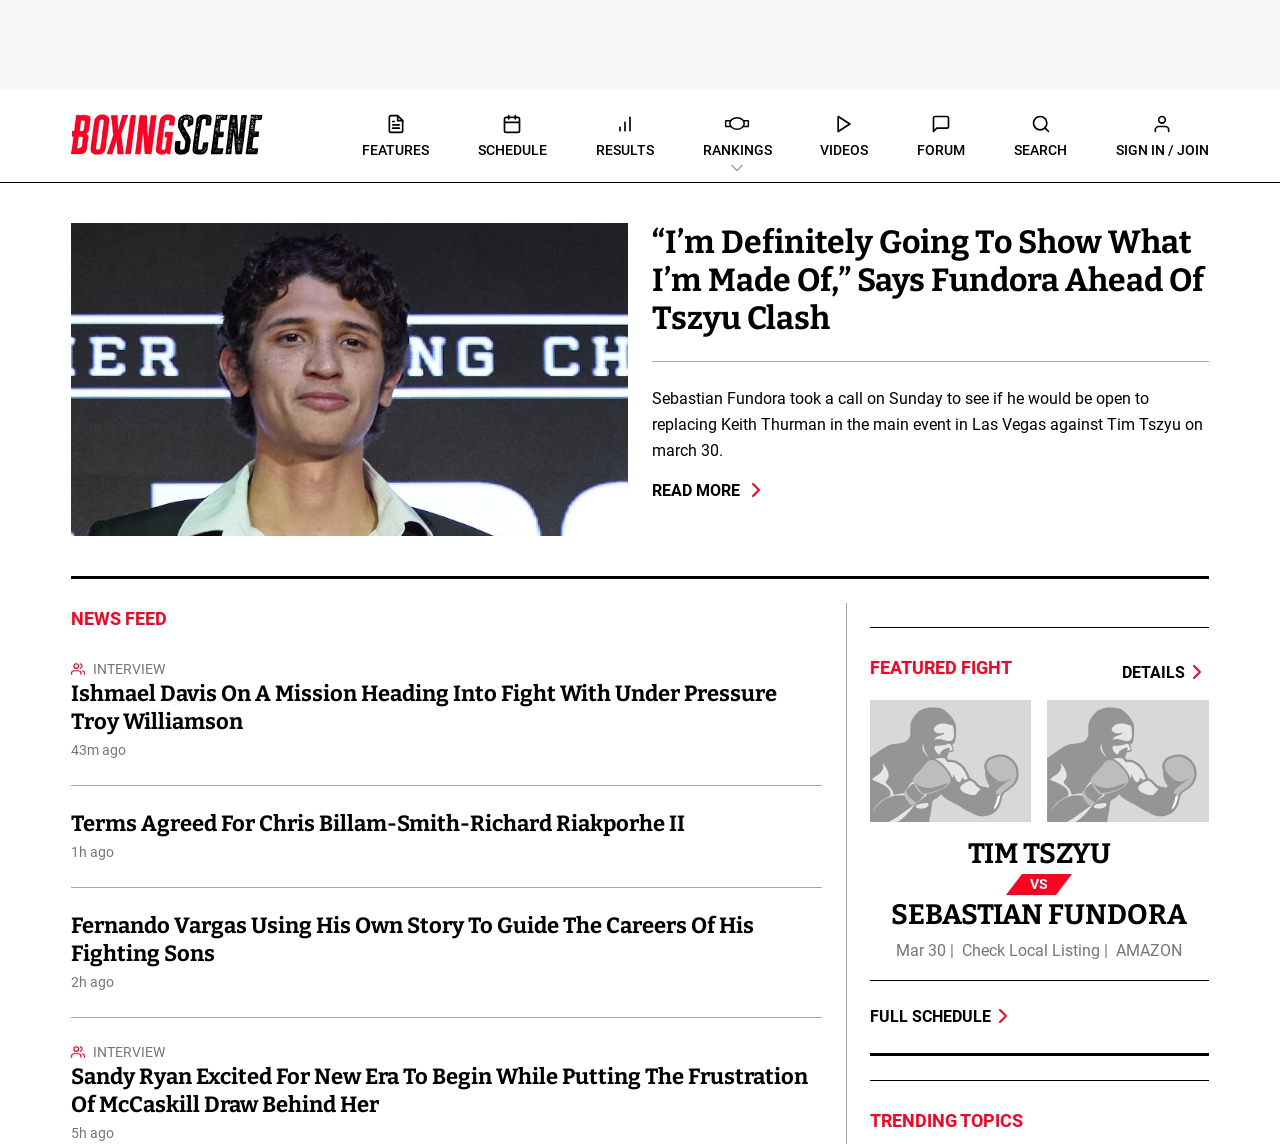 BOXINGSCENE
FEATURES
SCHEDULE
RESULTS
RANKINGS
VIDEOS
FORUM
SEARCH
SIGN IN / JOIN
ER
NG CH
“I’m Definitely Going To Show What
I’m Made Of,” Says Fundora Ahead Of
Tszyu Clash
Sebastian Fundora took a call on Sunday to see if he would be open to
replacing Keith Thurman in the main event in Las Vegas against Tim Tszyu on
march 30.
READ MORE
NEWS FEED
INTERVIEW
Ishmael Davis On A Mission Heading Into Fight With Under Pressure
Troy Williamson
43m ago
Terms Agreed For Chris Billam-Smith-Richard Riakporhe II
1h ago
Fernando Vargas Using His Own Story To Guide The Careers Of His
Fighting Sons
2h ago
INTERVIEW
Sandy Ryan Excited For New Era To Begin While Putting The Frustration
Of McCaskill Draw Behind Her
5h ago
FEATURED FIGHT
DETAILS
TIM TSZYU
VS
SEBASTIAN FUNDORA
Mar 30 | Check Local Listing | AMAZON
FULL SCHEDULE
TRENDING TOPICS